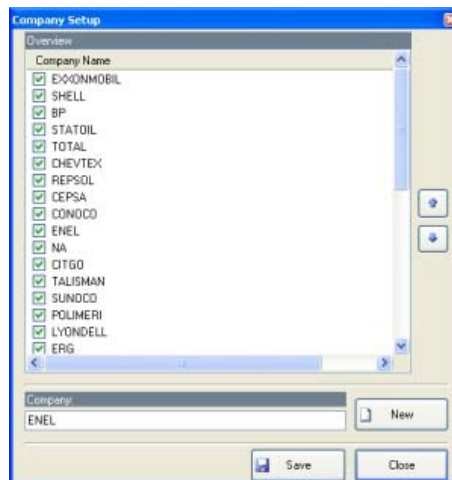 Company Setup
Overview
Company Name
EXXONMOBIL
SHELL
BP
STATOIL
TOTAL
CHEVTEX
REPSOL
CEPSA
CONOCO
ENEL
NA
CITGO
TALISMAN
SUNOCO
POLIMERI
LYONDELL
ERG
Company:
ENEL
New
Save
Close